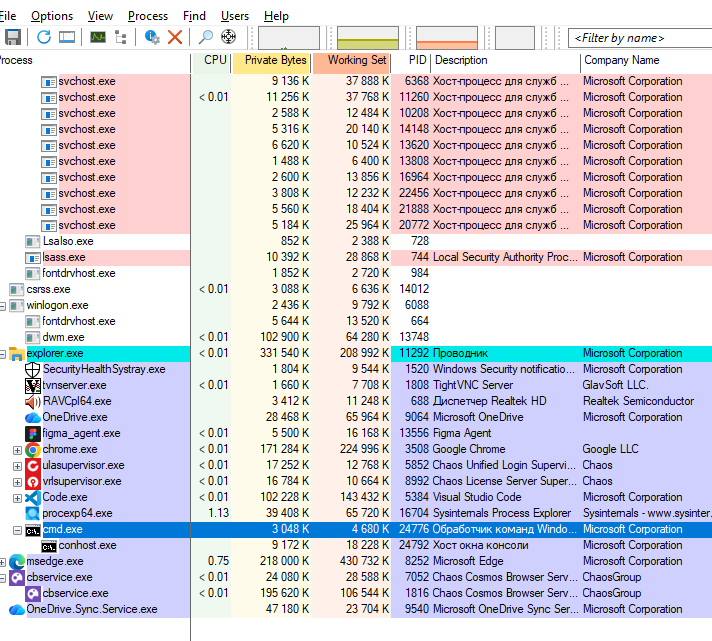 File Options View Process Find Users Help
<Filter by name>
Process CPU Private Bytes Working Set PID Description Company Name
svchost.exe 9 136 K 37 888 K 6368 Хост-процесс для служб ... Microsoft Corporation
svchost.exe < 0.01 11 256 K 37 768 K 11260 Хост-процесс для служб ... Microsoft Corporation
svchost.exe 2 588 K 12 484 K 10208 Хост-процесс для служб ... Microsoft Corporation
svchost.exe 5 316 K 20 140 K 14148 Хост-процесс для служб ... Microsoft Corporation
svchost.exe 6 620 K 10 524 K 13620 Хост-процесс для служб ... Microsoft Corporation
svchost.exe 1 488 K 6 400 K 13808 Хост-процесс для служб ... Microsoft Corporation
svchost.exe 2 600 K 13 856 K 16964 Хост-процесс для служб ... Microsoft Corporation
svchost.exe 3 808 K 12 232 K 22456 Хост-процесс для служб ... Microsoft Corporation
svchost.exe 5 560 K 18 404 K 21888 Хост-процесс для служб ... Microsoft Corporation
svchost.exe 5 184 K 25 964 K 20772 Хост-процесс для служб ... Microsoft Corporation
LsaIso.exe 852 K 2 388 K 728
lsass.exe 10 392 K 28 868 K 744 Local Security Authority Proc... Microsoft Corporation
fontdrvhost.exe 1 852 K 2 720 K 984
csrss.exe < 0.01 3 088 K 6 636 K 14012
winlogon.exe 2 436 K 9 792 K 6088
fontdrvhost.exe 5 644 K 13 520 K 664
dwm.exe < 0.01 102 900 K 64 280 K 13748
explorer.exe < 0.01 331 540 K 208 992 K 11292 Проводник Microsoft Corporation
SecurityHealthSystray.exe 1 804 K 9 544 K 1520 Windows Security notificatio... Microsoft Corporation
tvnserver.exe < 0.01 1 660 K 7 708 K 1808 TightVNC Server GlavSoft LLC.
RAVCpl64.exe 3 412 K 11 248 K 688 Диспетчер Realtek HD Realtek Semiconductor
OneDrive.exe 28 468 K 65 964 K 9064 Microsoft OneDrive Microsoft Corporation
figma_agent.exe < 0.01 5 500 K 16 168 K 13556 Figma Agent
chrome.exe < 0.01 171 284 K 224 996 K 3508 Google Chrome Google LLC
ulasupervisor.exe < 0.01 17 252 K 12 768 K 5852 Chaos Unified Login Supervi... Chaos
vrlsupervisor.exe < 0.01 16 784 K 10 664 K 8992 Chaos License Server Super... Chaos
Code.exe < 0.01 102 228 K 143 432 K 5384 Visual Studio Code Microsoft Corporation
procexp64.exe 1.13 39 408 K 65 720 K 16704 Sysinternals Process Explorer Sysinternals - www.sysinter...
cmd.exe 3 048 K 4 680 K 24776 Обработчик команд Windo... Microsoft Corporation
conhost.exe 9 172 K 18 228 K 24792 Хост окна консоли Microsoft Corporation
msedge.exe 0.75 218 000 K 430 732 K 8252 Microsoft Edge Microsoft Corporation
cbservice.exe < 0.01 24 080 K 28 588 K 7052 Chaos Cosmos Browser Serv... ChaosGroup
cbservice.exe < 0.01 195 620 K 106 544 K 1816 Chaos Cosmos Browser Serv... ChaosGroup
OneDrive.Sync.Service.exe 47 180 K 23 704 K 9540 Microsoft OneDrive Sync Ser... Microsoft Corporation